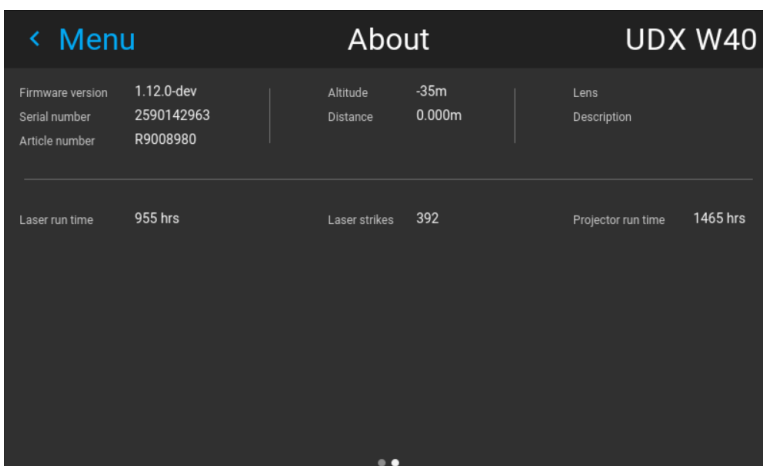 < Menu About UDX W40
Firmware version 1.12.0-dev Altitude -35m Lens
Serial number 2590142963 Distance 0.000m Description
Article number R9008980
Laser run time 955 hrs Laser strikes 392 Projector run time 1465 hrs